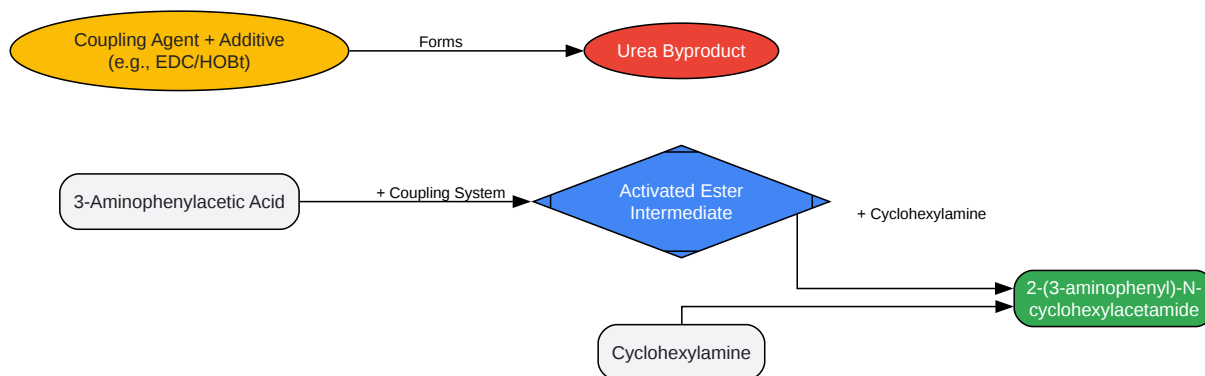 Coupling Agent + Additive
(e.g., EDC/HOBt)
Forms
Urea Byproduct
3-Aminophenylacetic Acid
+ Coupling System
Activated Ester
Intermediate
+ Cyclohexylamine
2-(3-aminophenyl)-N-
cyclohexylacetamide
Cyclohexylamine